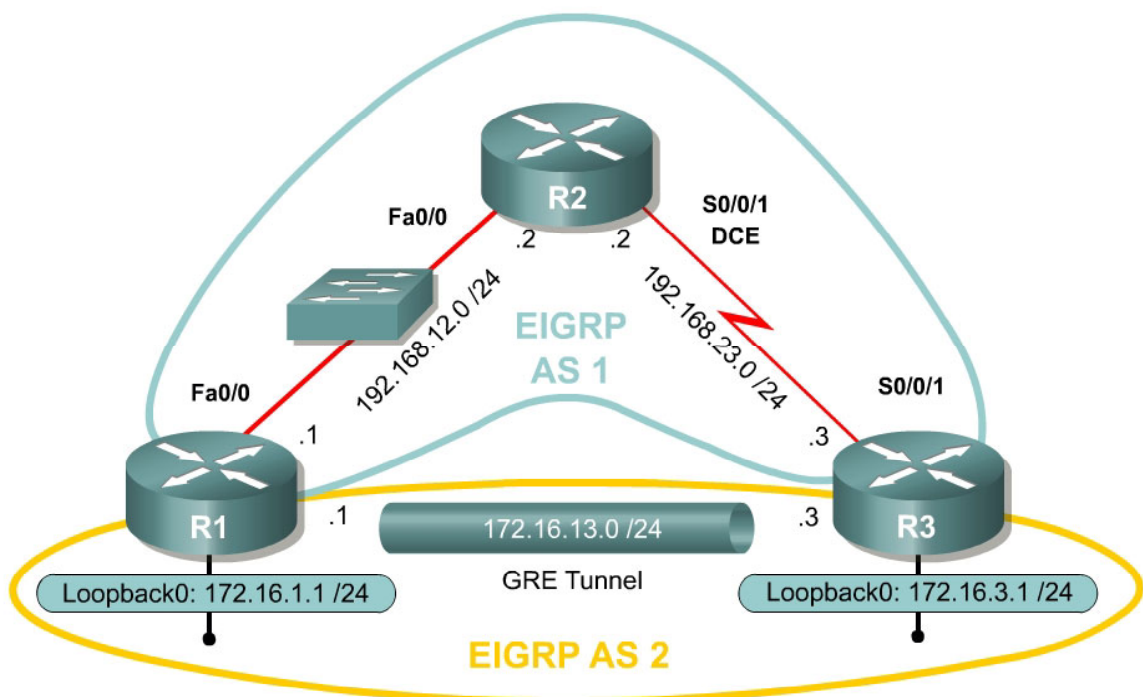 R2
Fa0/0
S0/0/1
DCE
.2
.2
192.168.12.0 /24
192.168.23.0 /24
EIGRP
AS 1
Fa0/0
S0/0/1
.1
.3
R1
R3
.1
.3
172.16.13.0 /24
GRE Tunnel
Loopback0: 172.16.1.1 /24
Loopback0: 172.16.3.1 /24
EIGRP AS 2